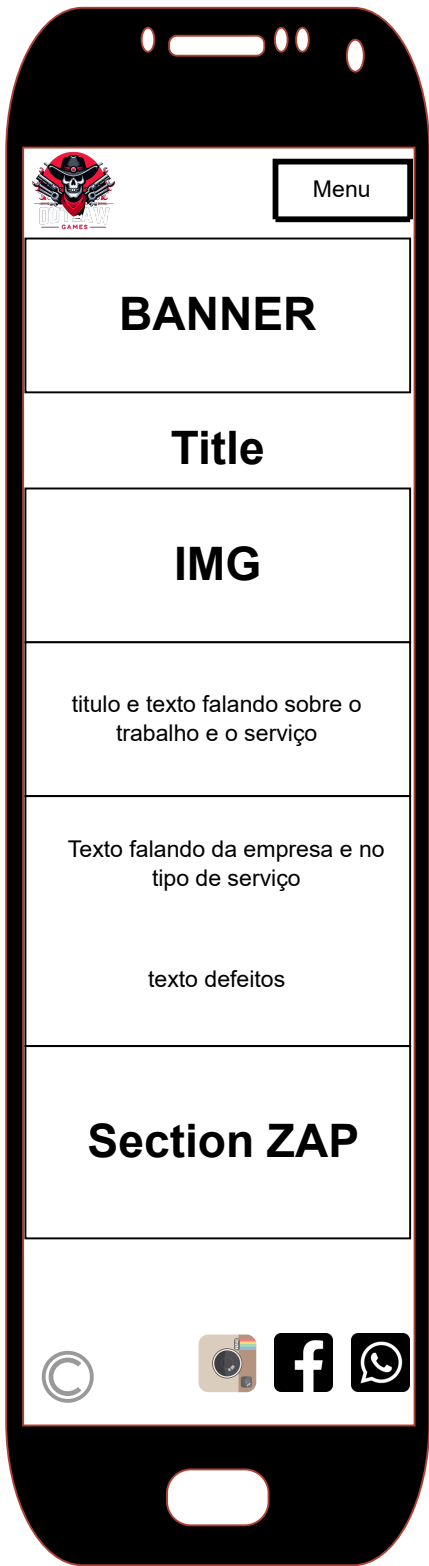 OUTLAW
GAMES
Menu
BANNER
Title
IMG
titulo e texto falando sobre o
trabalho e o serviço
Texto falando da empresa e no
tipo de serviço
texto defeitos
Section ZAP
©